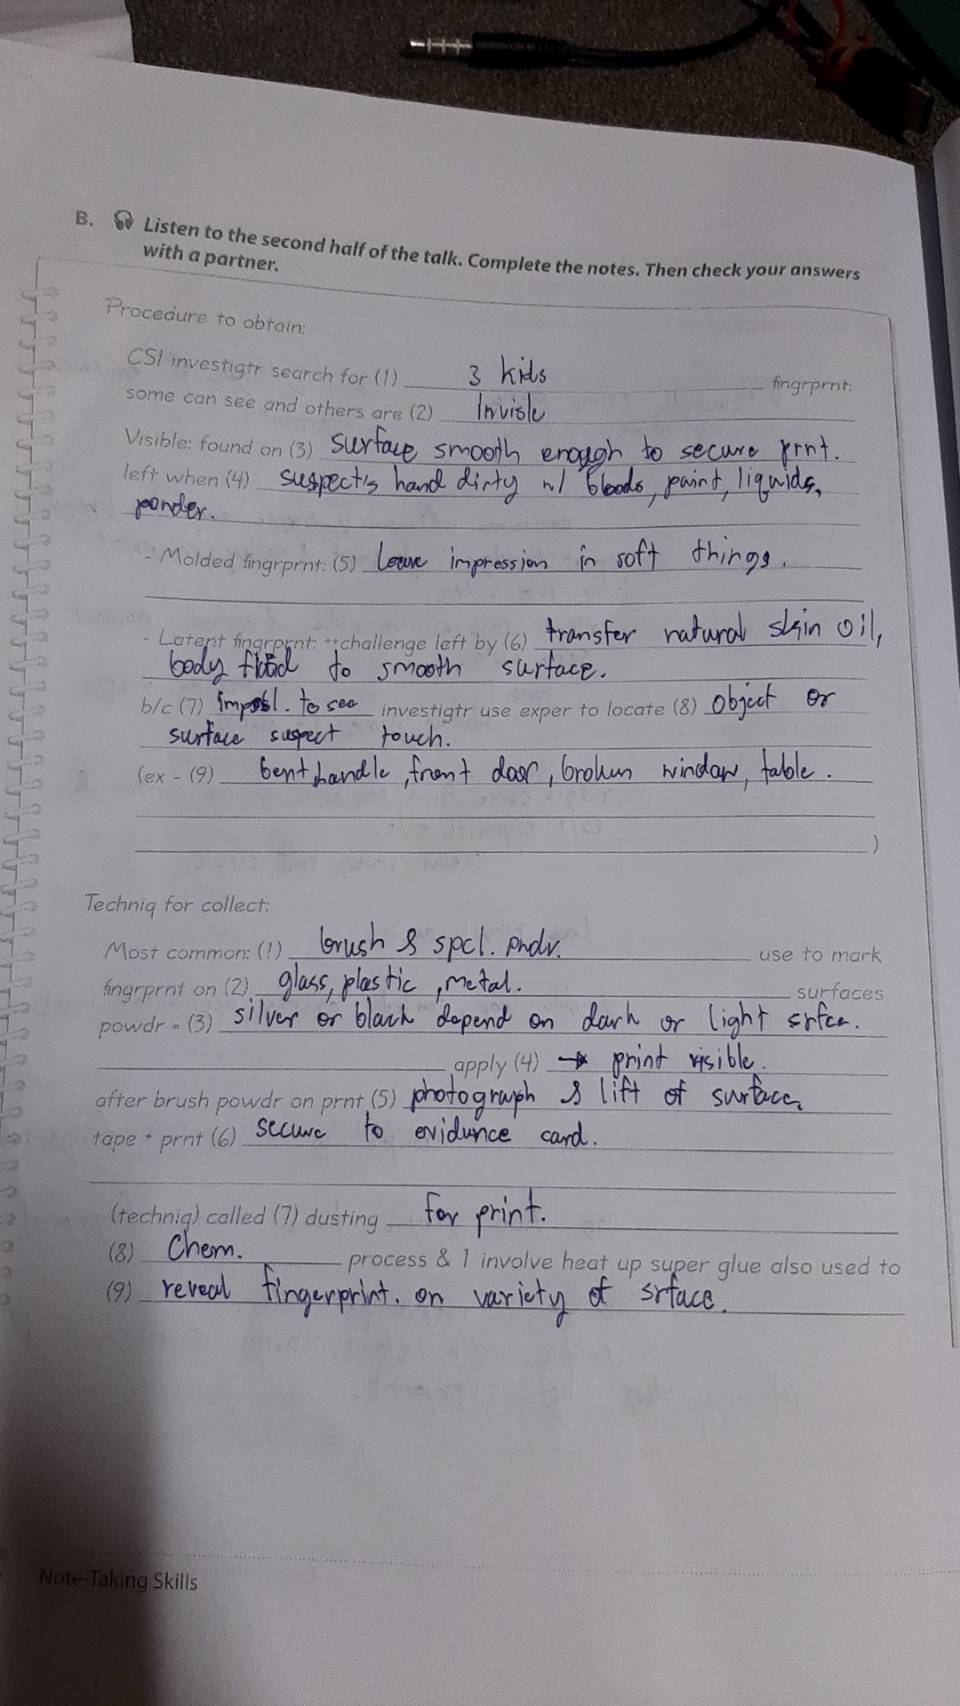 B. Listen to the second half of the talk. Complete the notes. Then check your answers
with a partner.
Procedure to obtain:
CSI investigtr search for (1) 3 kids fingrprnt:
some can see and others are (2) Invisle
Visible: found on (3) surface smooth enough to secure prnt.
left when (4) suspect's hand dirty w/ bloods, paint, liquids,
ponder.
- Molded fingrprnt: (5) leave impression in soft things.
- Latent fingrprnt: **challenge left by (6) transfer natural skin oil,
body fluid to smooth surface.
b/c (7) impossl. to see investigtr use exper to locate (8) object or
surface suspect touch.
(ex - (9) bent handle, front door, brokun window, table.
)
Techniq for collect:
Most common: (1) brush & spcl. pndr. use to mark
fingrprnt on (2) glass, plastic, metal. surfaces
powdr = (3) silver or black depend on dark or light srfce.
apply (4) → print visible.
after brush powdr on prnt (5) photograph & lift of surface,
tape + prnt (6) secure to evidunce card.
(techniq) called (7) dusting for print.
(8) Chem. process & 1 involve heat up super glue also used to
(9) reveal fingerprint. on variety of srface.
Note-Taking Skills